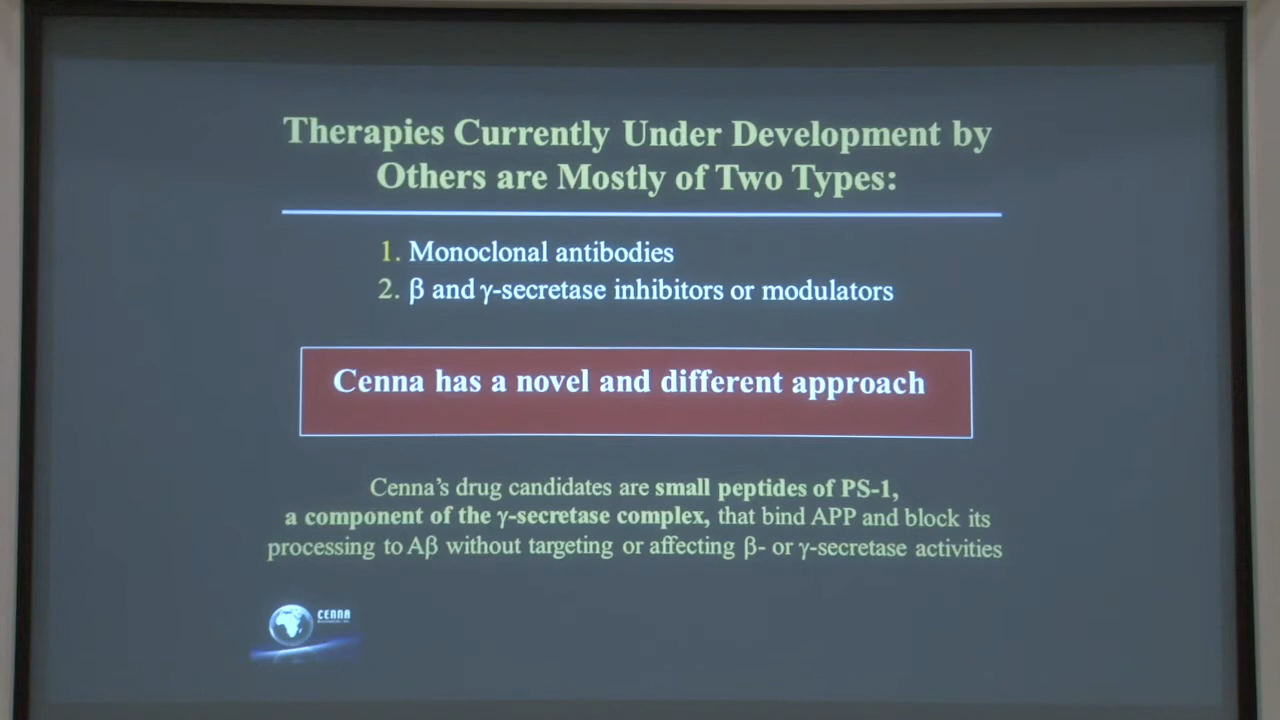 Therapies Currently Under Development by
Others are Mostly of Two Types:
1. Monoclonal antibodies
2. β and γ-secretase inhibitors or modulators
Cenna has a novel and different approach
Cenna’s drug candidates are small peptides of PS-1,
a component of the γ-secretase complex, that bind APP and block its
processing to Aβ without targeting or affecting β- or γ-secretase activities
CENNA